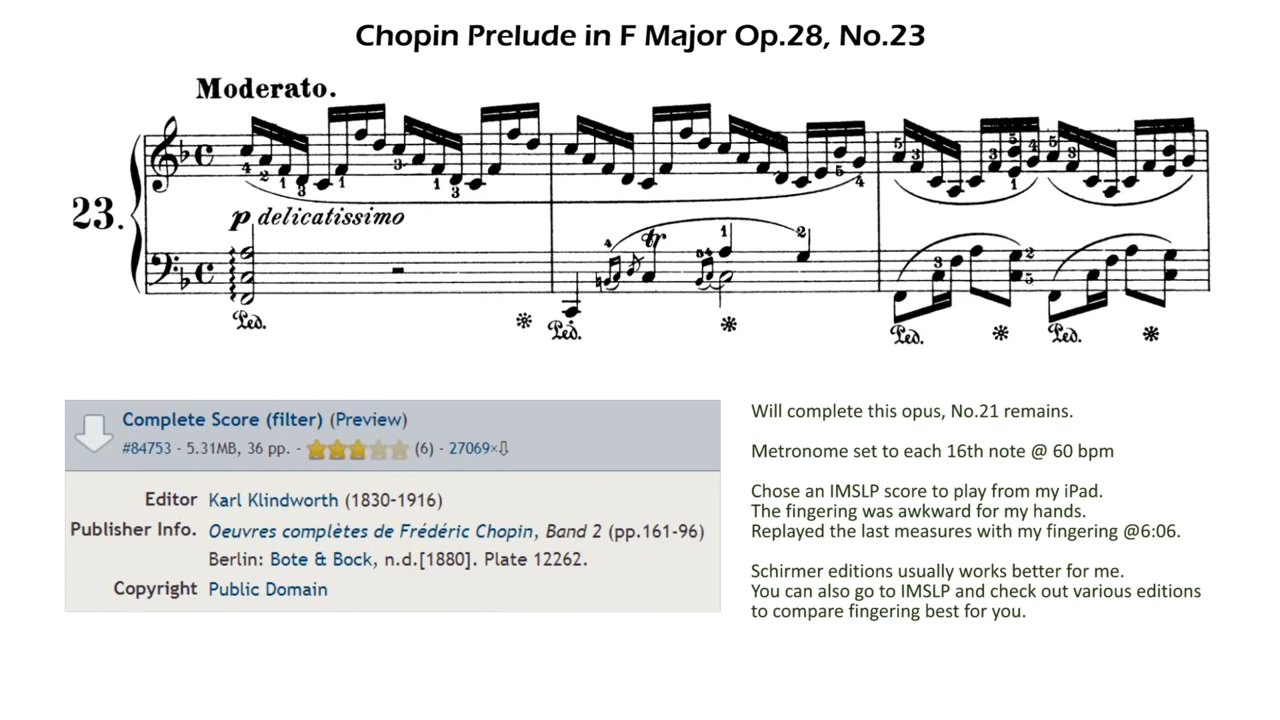 Chopin Prelude in F Major Op.28, No.23
Moderato.
23.
p delicatissimo
Ped.
Ped.
Ped.
Ped.
Complete Score (filter) (Preview)
#84753 - 5.31MB, 36 pp. - (6) - 27069×⇩
Editor Karl Klindworth (1830-1916)
Publisher Info. Oeuvres complètes de Frédéric Chopin, Band 2 (pp.161-96)
Berlin: Bote & Bock, n.d.[1880]. Plate 12262.
Copyright Public Domain
Will complete this opus, No.21 remains.
Metronome set to each 16th note @ 60 bpm
Chose an IMSLP score to play from my iPad.
The fingering was awkward for my hands.
Replayed the last measures with my fingering @6:06.
Schirmer editions usually works better for me.
You can also go to IMSLP and check out various editions
to compare fingering best for you.